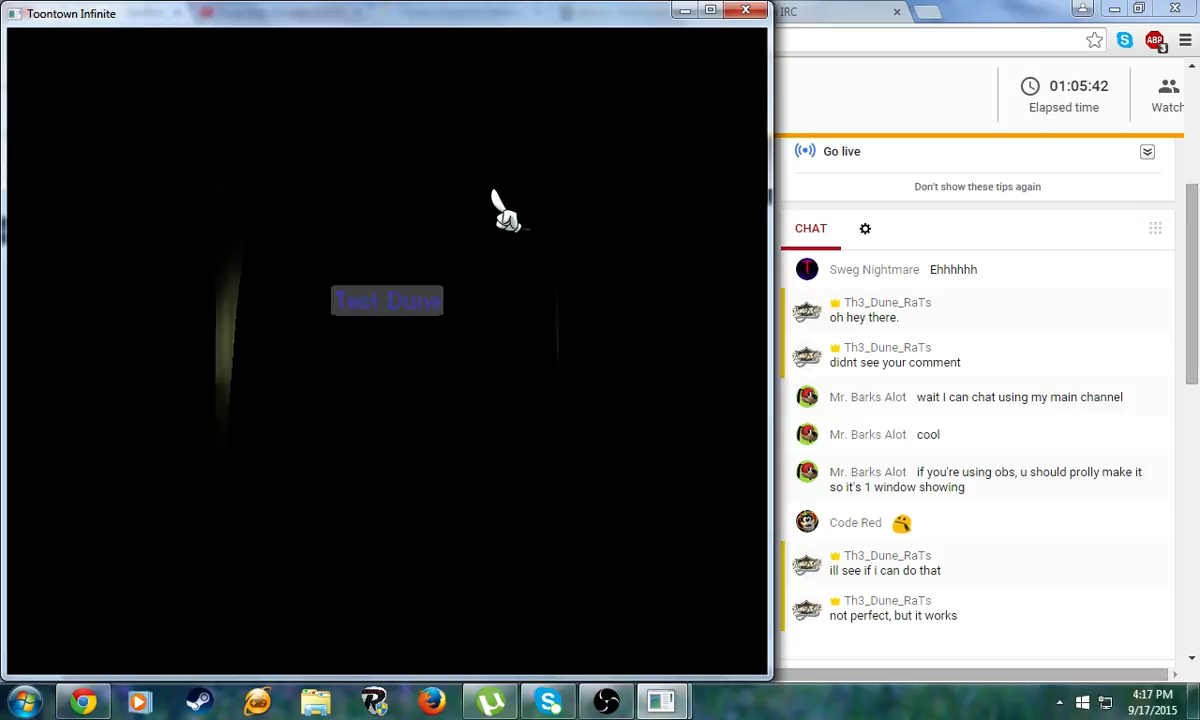 Toontown Infinite
IRC
3
01:05:42
Elapsed time
Watch
Go live
Don't show these tips again
CHAT
Sweg Nightmare Ehhhhhh
Th3_Dune_RaTs
oh hey there.
Th3_Dune_RaTs
didnt see your comment
Mr. Barks Alot wait I can chat using my main channel
Mr. Barks Alot cool
Mr. Barks Alot if you're using obs, u should prolly make it
so it's 1 window showing
Code Red
Th3_Dune_RaTs
ill see if i can do that
Th3_Dune_RaTs
not perfect, but it works
Test Dune
4:17 PM
9/17/2015